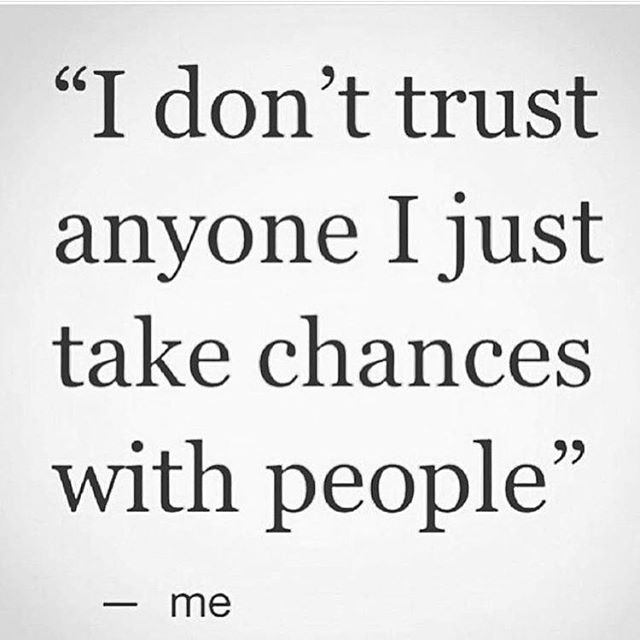 “I don’t trust
anyone I just
take chances
with people”
— me